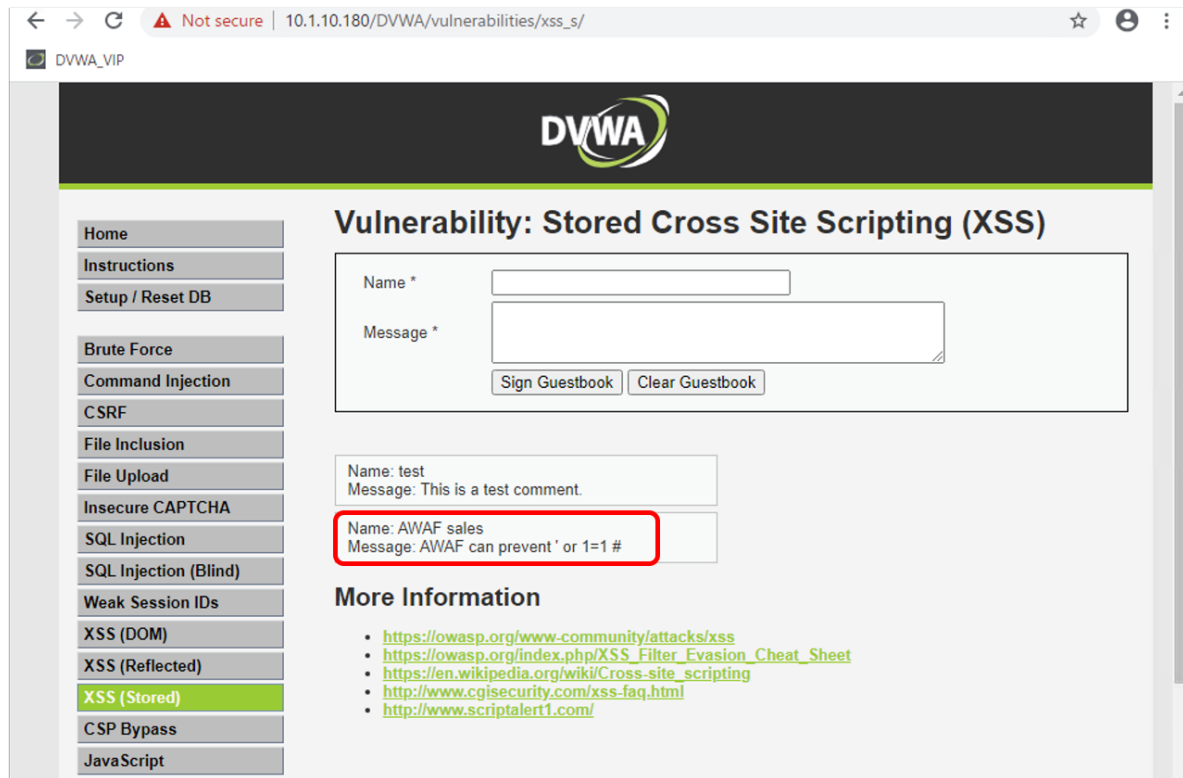 Not secure | 10.1.10.180/DVWA/vulnerabilities/xss_s/
DVWA_VIP
DVWA
Home
Instructions
Setup / Reset DB
Brute Force
Command Injection
CSRF
File Inclusion
File Upload
Insecure CAPTCHA
SQL Injection
SQL Injection (Blind)
Weak Session IDs
XSS (DOM)
XSS (Reflected)
XSS (Stored)
CSP Bypass
JavaScript
Vulnerability: Stored Cross Site Scripting (XSS)
Name *
Message *
Sign Guestbook Clear Guestbook
Name: test
Message: This is a test comment.
Name: AWAF sales
Message: AWAF can prevent ' or 1=1 #
More Information
• https://owasp.org/www-community/attacks/xss
• https://owasp.org/index.php/XSS_Filter_Evasion_Cheat_Sheet
• https://en.wikipedia.org/wiki/Cross-site_scripting
• http://www.cgisecurity.com/xss-faq.html
• http://www.scriptalert1.com/